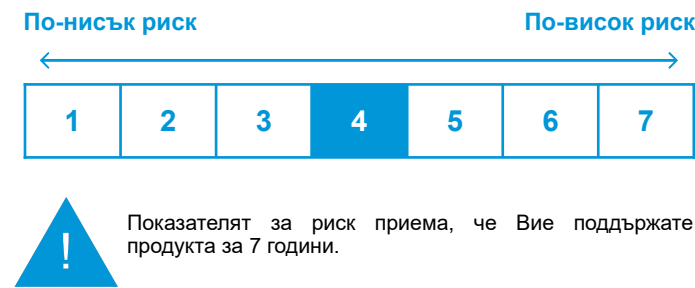 По-нисък риск По-висок риск
1 2 3 4 5 6 7
! Показателят за риск приема, че Вие поддържате
продукта за 7 години.